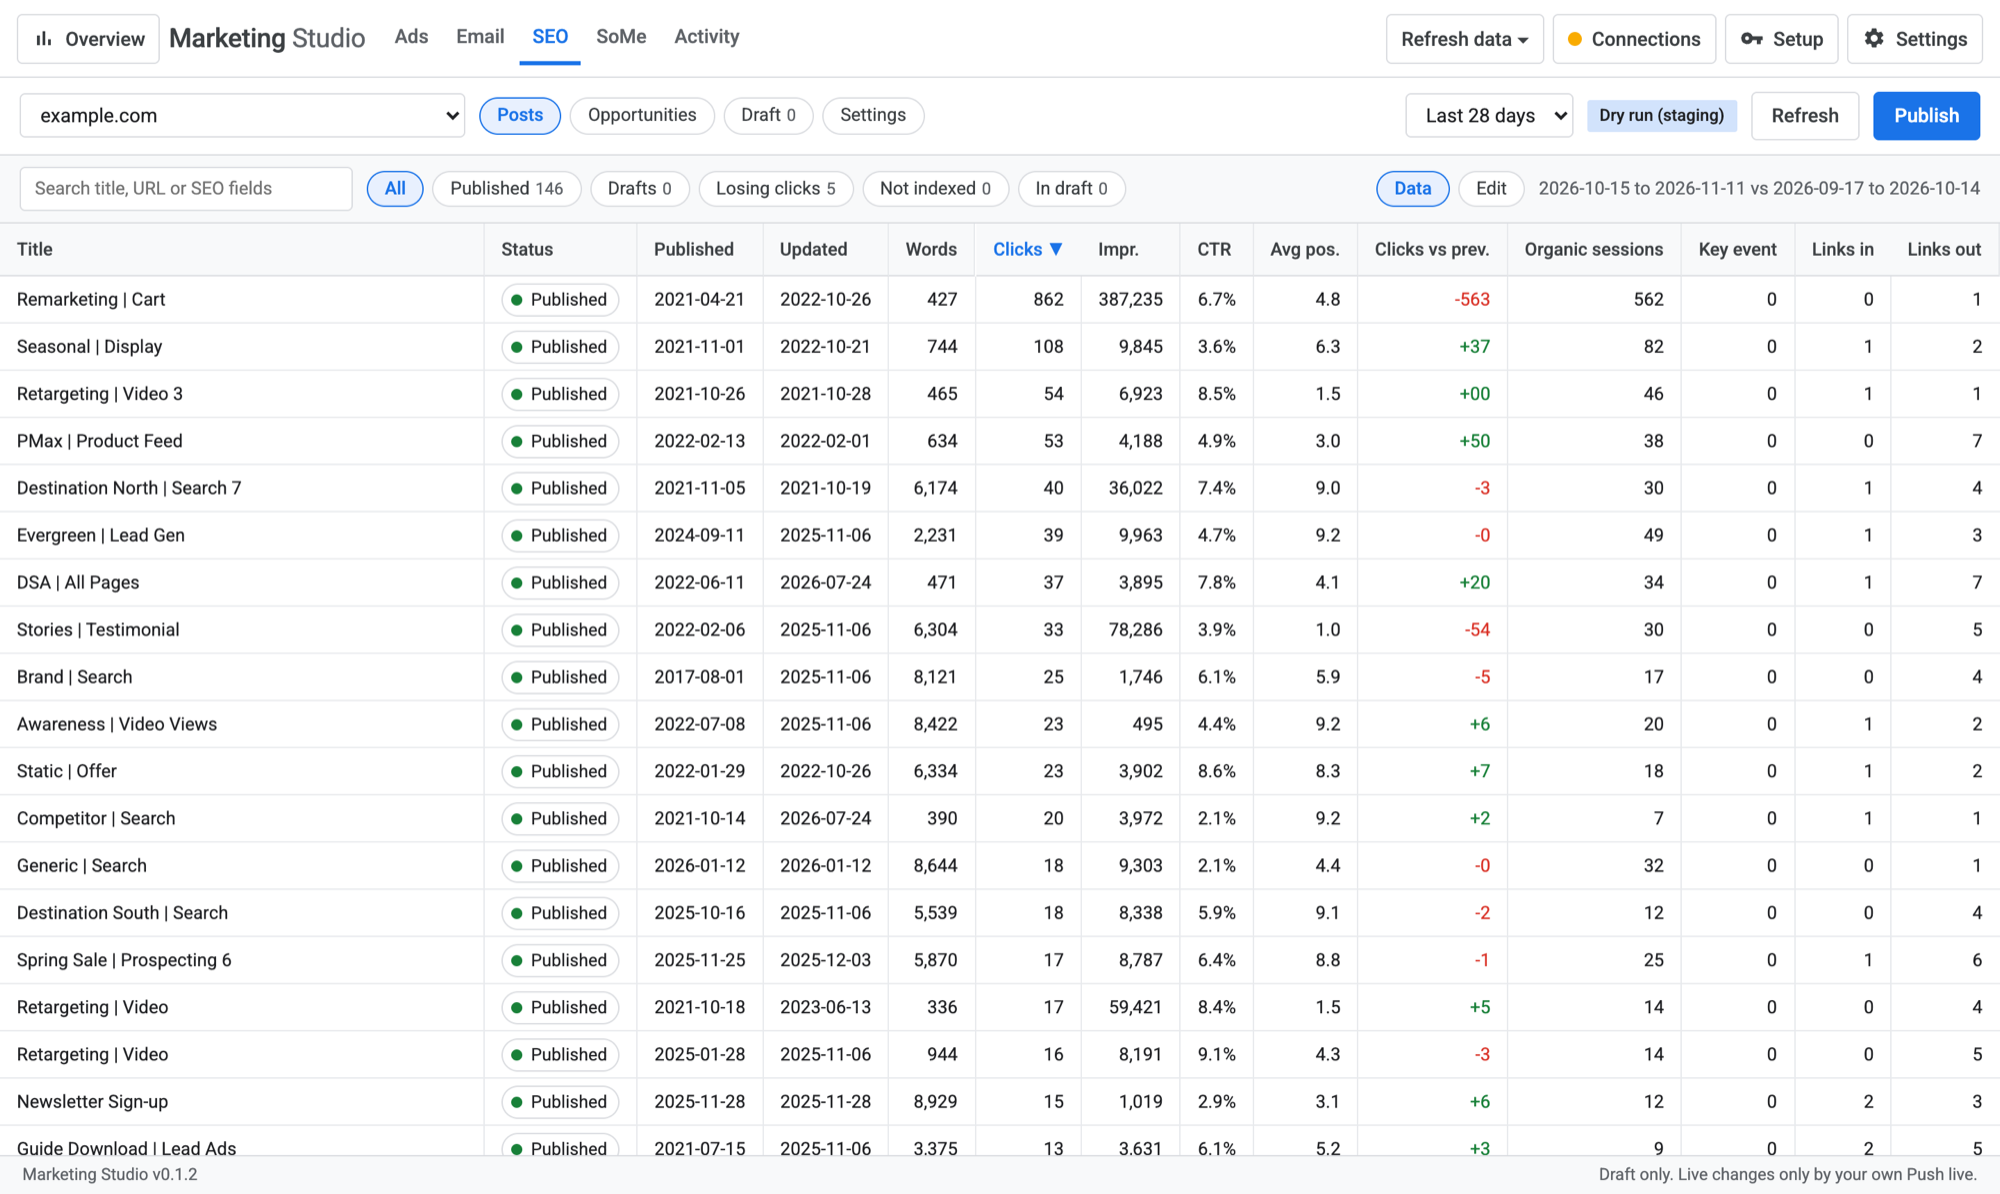 Overview Marketing Studio Ads Email SEO SoMe Activity Refresh data Connections Setup Settings
example.com Posts Opportunities Draft 0 Settings Last 28 days Dry run (staging) Refresh Publish
Search title, URL or SEO fields All Published 146 Drafts 0 Losing clicks 5 Not indexed 0 In draft 0 Data Edit 2026-10-15 to 2026-11-11 vs 2026-09-17 to 2026-10-14
Title Status Published Updated Words Clicks ▼ Impr. CTR Avg pos. Clicks vs prev. Organic sessions Key event Links in Links out
Remarketing | Cart Published 2021-04-21 2022-10-26 427 862 387,235 6.7% 4.8 -563 562 0 0 1
Seasonal | Display Published 2021-11-01 2022-10-21 744 108 9,845 3.6% 6.3 +37 82 0 1 2
Retargeting | Video 3 Published 2021-10-26 2021-10-28 465 54 6,923 8.5% 1.5 +00 46 0 1 1
PMax | Product Feed Published 2022-02-13 2022-02-01 634 53 4,188 4.9% 3.0 +50 38 0 0 7
Destination North | Search 7 Published 2021-11-05 2021-10-19 6,174 40 36,022 7.4% 9.0 -3 30 0 1 4
Evergreen | Lead Gen Published 2024-09-11 2025-11-06 2,231 39 9,963 4.7% 9.2 -0 49 0 1 3
DSA | All Pages Published 2022-06-11 2026-07-24 471 37 3,895 7.8% 4.1 +20 34 0 1 7
Stories | Testimonial Published 2022-02-06 2025-11-06 6,304 33 78,286 3.9% 1.0 -54 30 0 0 5
Brand | Search Published 2017-08-01 2025-11-06 8,121 25 1,746 6.1% 5.9 -5 17 0 0 4
Awareness | Video Views Published 2022-07-08 2025-11-06 8,422 23 495 4.4% 9.2 +6 20 0 1 2
Static | Offer Published 2022-01-29 2022-10-26 6,334 23 3,902 8.6% 8.3 +7 18 0 1 2
Competitor | Search Published 2021-10-14 2026-07-24 390 20 3,972 2.1% 9.2 +2 7 0 1 1
Generic | Search Published 2026-01-12 2026-01-12 8,644 18 9,303 2.1% 4.4 -0 32 0 0 1
Destination South | Search Published 2025-10-16 2025-11-06 5,539 18 8,338 5.9% 9.1 -2 12 0 0 4
Spring Sale | Prospecting 6 Published 2025-11-25 2025-12-03 5,870 17 8,787 6.4% 8.8 -1 25 0 1 6
Retargeting | Video Published 2021-10-18 2023-06-13 336 17 59,421 8.4% 1.5 +5 14 0 0 4
Retargeting | Video Published 2025-01-28 2025-11-06 944 16 8,191 9.1% 4.3 -3 14 0 0 5
Newsletter Sign-up Published 2025-11-28 2025-11-28 8,929 15 1,019 2.9% 3.1 +6 12 0 2 3
Guide Download | Lead Ads Published 2021-07-15 2025-11-06 3,375 13 3,631 6.1% 5.2 +3 9 0 2 5
Marketing Studio v0.1.2 Draft only. Live changes only by your own Push live.